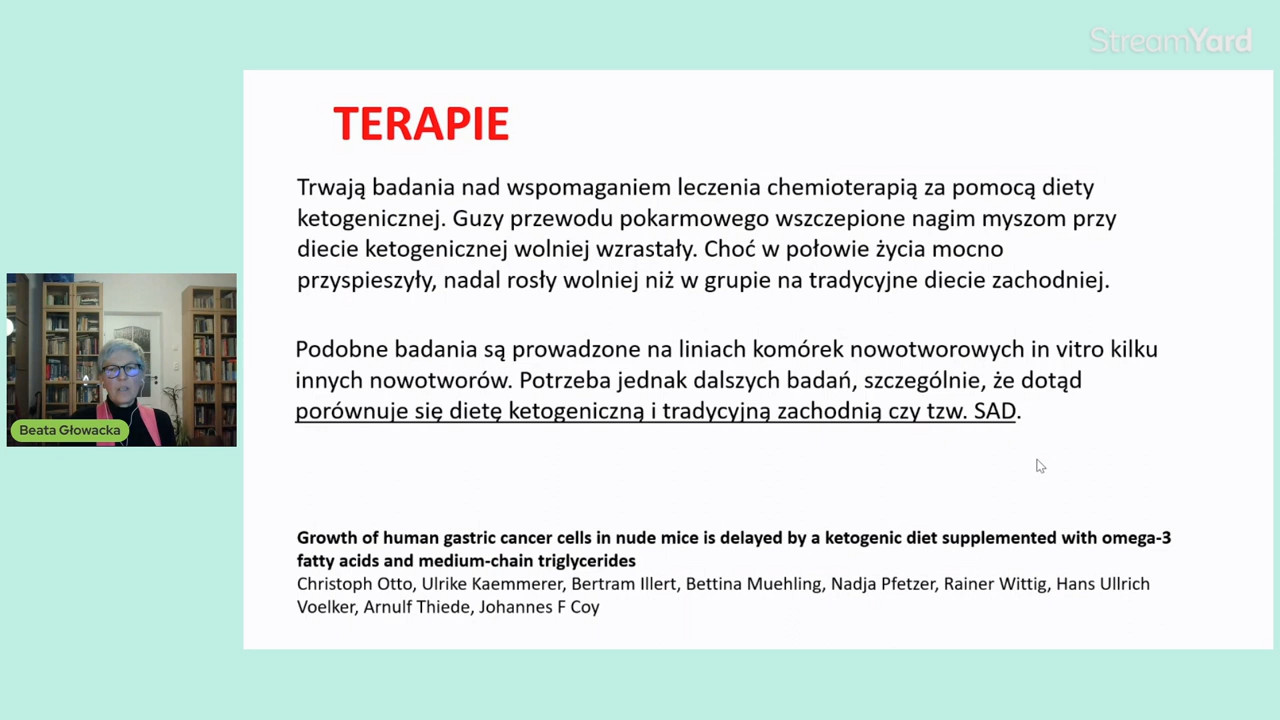 StreamYard
TERAPIE
Trwają badania nad wspomaganiem leczenia chemioterapią za pomocą diety
ketogenicznej. Guzy przewodu pokarmowego wszczepione nagim myszom przy
diecie ketogenicznej wolniej wzrastały. Choć w połowie życia mocno
przyspieszyły, nadal rosły wolniej niż w grupie na tradycyjne diecie zachodniej.
Podobne badania są prowadzone na liniach komórek nowotworowych in vitro kilku
innych nowotworów. Potrzeba jednak dalszych badań, szczególnie, że dotąd
porównuje się dietę ketogeniczną i tradycyjną zachodnią czy tzw. SAD.
Beata Głowacka
Growth of human gastric cancer cells in nude mice is delayed by a ketogenic diet supplemented with omega-3
fatty acids and medium-chain triglycerides
Christoph Otto, Ulrike Kaemmerer, Bertram Illert, Bettina Muehling, Nadja Pfetzer, Rainer Wittig, Hans Ullrich
Voelker, Arnulf Thiede, Johannes F Coy